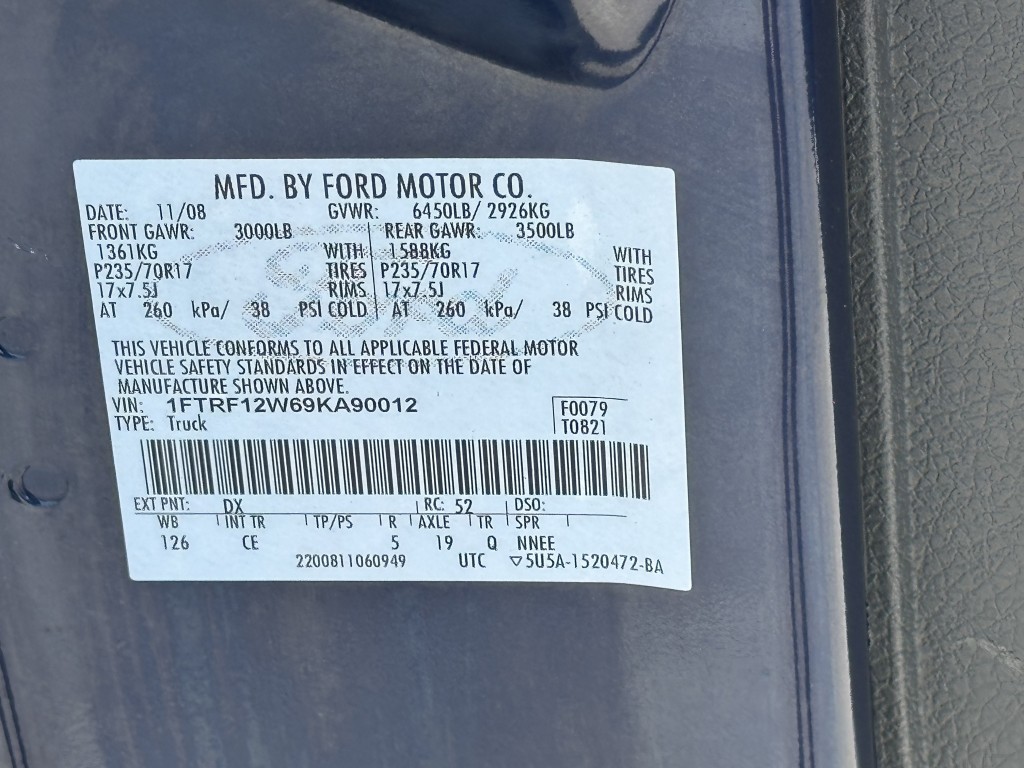 MFD. BY FORD MOTOR CO.
DATE: 11/08 GVWR: 6450LB/ 2926KG
FRONT GAWR: 3000LB REAR GAWR: 3500LB
1361KG WITH 1588KG WITH
P235/70R17 TIRES P235/70R17 TIRES
17x7.5J RIMS 17x7.5J RIMS
AT 260 kPa/ 38 PSI COLD AT 260 kPa/ 38 PSI COLD
THIS VEHICLE CONFORMS TO ALL APPLICABLE FEDERAL MOTOR
VEHICLE SAFETY STANDARDS IN EFFECT ON THE DATE OF
MANUFACTURE SHOWN ABOVE.
VIN: 1FTRF12W69KA90012 F0079
TYPE: Truck T0821
EXT PNT: DX RC: 52 DSO:
WB INT TR TP/PS R AXLE TR SPR
126 CE 5 19 Q NNEE
2200811060949 UTC ▽5U5A-1520472-BA